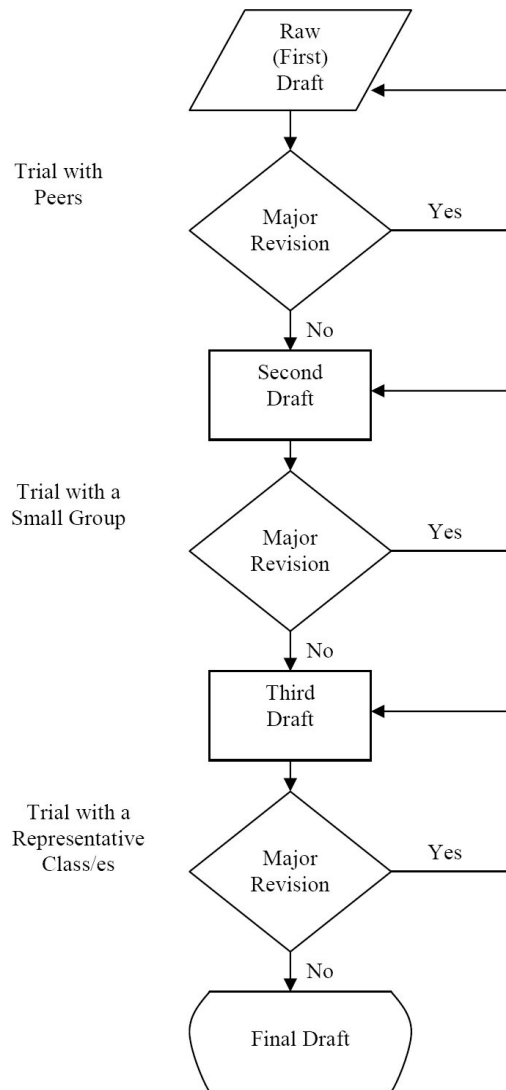 Raw
(First)
Draft
Trial with
Peers
Major
Revision
Yes
No
Second
Draft
Trial with a
Small Group
Major
Revision
Yes
No
Third
Draft
Trial with a
Representative
Class/es
Major
Revision
Yes
No
Final Draft